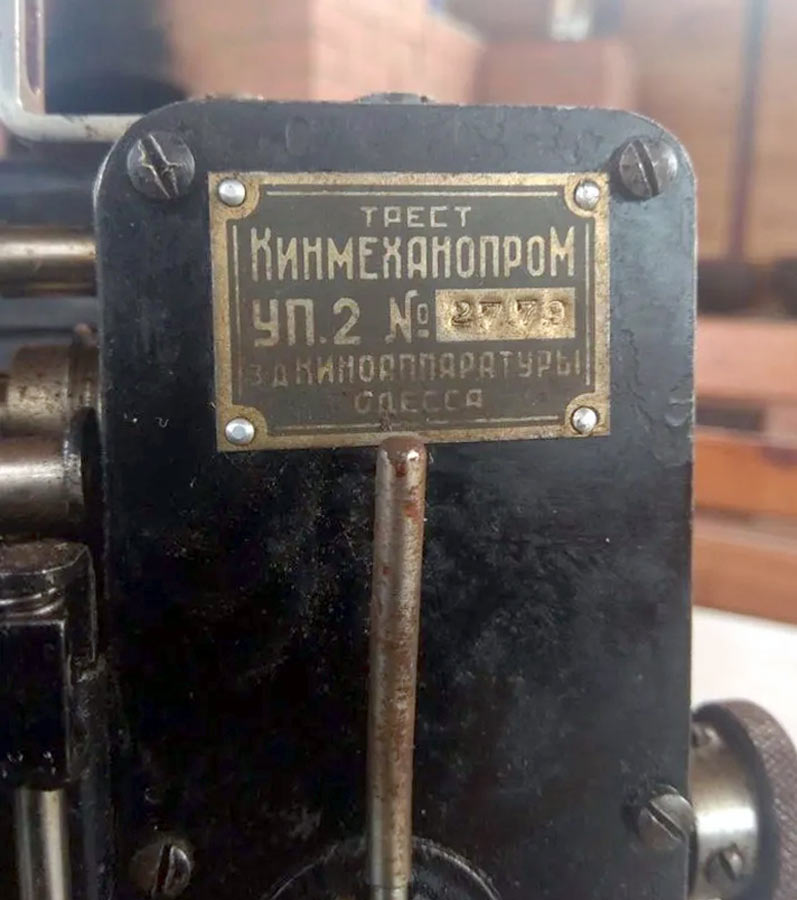 ТРЕСТ
КИНМЕХАНОПРОМ
УП.2 № 2779
З-Д КИНОАППАРАТУРЫ
ОДЕССА